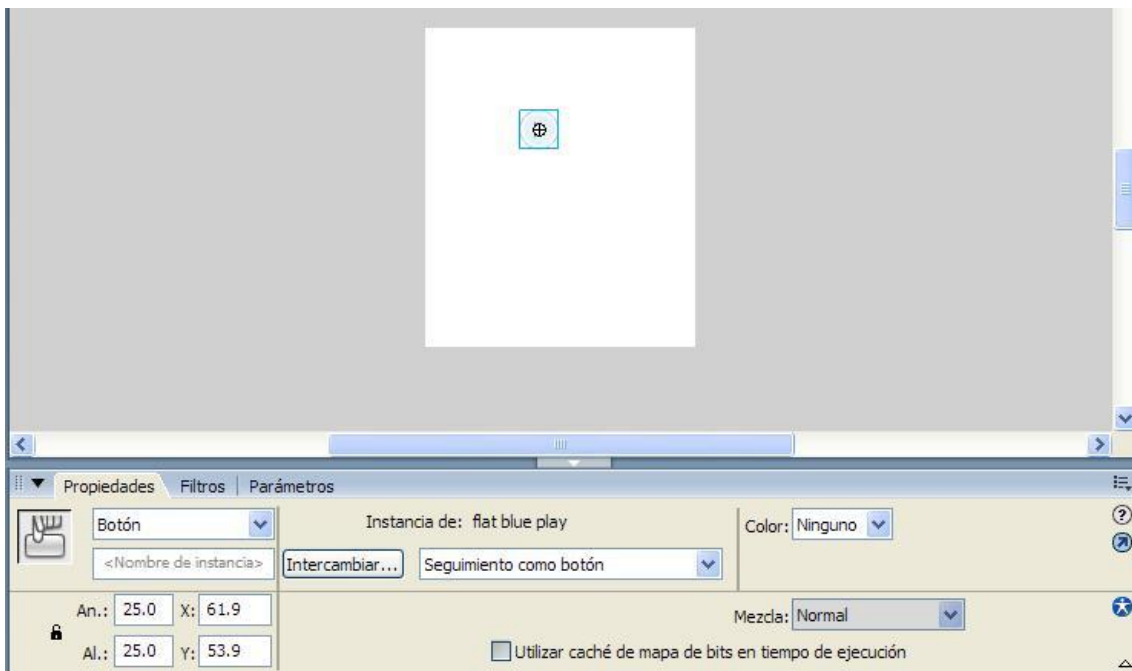 Propiedades Filtros Parámetros
Botón Instancia de: flat blue play Color: Ninguno
<Nombre de instancia> Intercambiar... Seguimiento como botón
An.: 25.0 X: 61.9 Mezcla: Normal
Al.: 25.0 Y: 53.9 Utilizar caché de mapa de bits en tiempo de ejecución